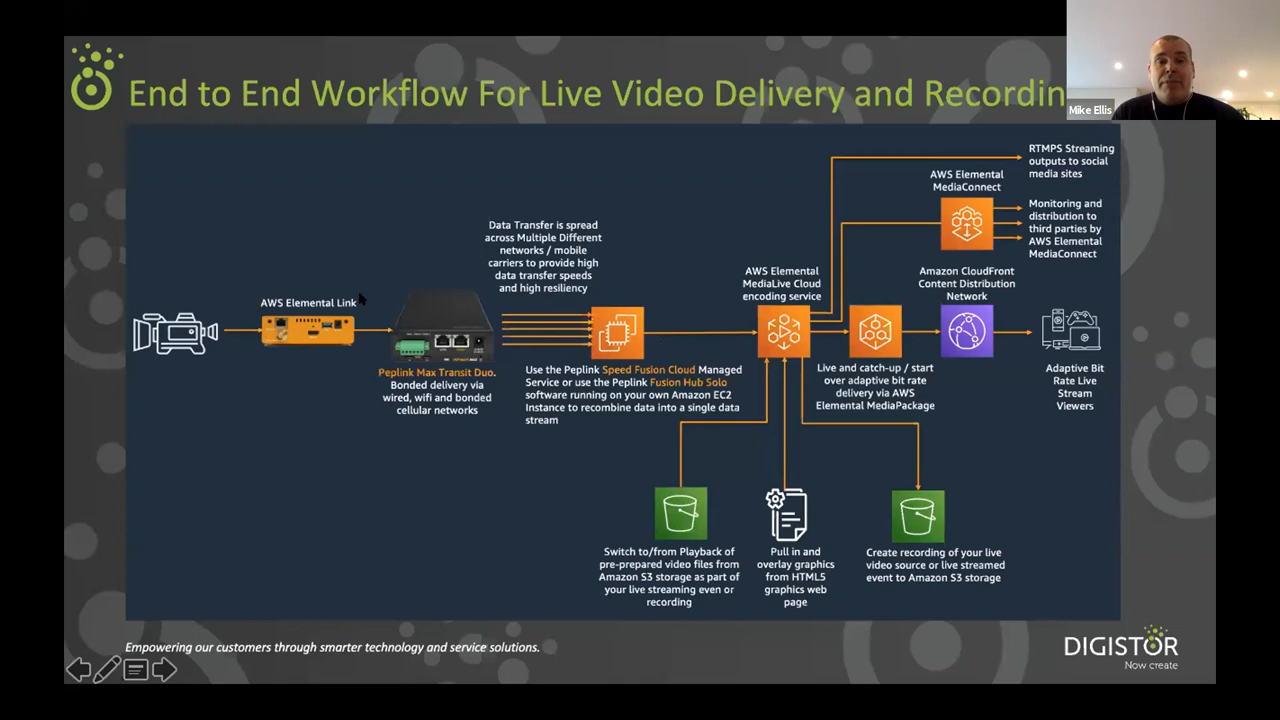 End to End Workflow For Live Video Delivery and Recordin
Mike Ellis
RTMPS Streaming
outputs to social
media sites
AWS Elemental
MediaConnect
Monitoring and
distribution to
third parties by
AWS Elemental
MediaConnect
Data Transfer is spread
across Multiple Different
networks / mobile
carriers to provide high
data transfer speeds
and high resiliency
AWS Elemental
MediaLive Cloud
encoding service
Amazon CloudFront
Content Distribution
Network
AWS Elemental Link
Peplink Max Transit Duo.
Bonded delivery via
wired, wifi and bonded
cellular networks
Use the Peplink Speed Fusion Cloud Managed
Service or use the Peplink Fusion Hub Solo
software running on your own Amazon EC2
Instance to recombine data into a single data
stream
Live and catch-up / start
over adaptive bit rate
delivery via AWS
Elemental MediaPackage
Adaptive Bit
Rate Live
Stream
Viewers
Switch to/from Playback of
pre-prepared video files from
Amazon S3 storage as part of
your live streaming even or
recording
Pull in and
overlay graphics
from HTML5
graphics web
page
Create recording of your live
video source or live streamed
event to Amazon S3 storage
Empowering our customers through smarter technology and service solutions.
DIGISTOR
Now create